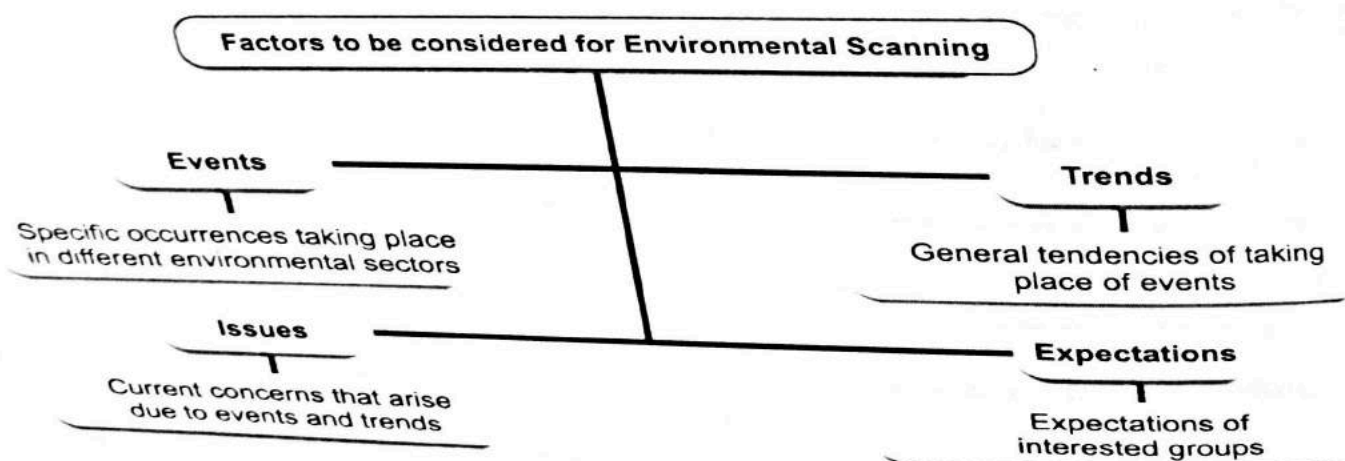 Factors to be considered for Environmental Scanning
Events
Specific occurrences taking place
in different environmental sectors
Trends
General tendencies of taking
place of events
Issues
Current concerns that arise
due to events and trends
Expectations
Expectations of
interested groups